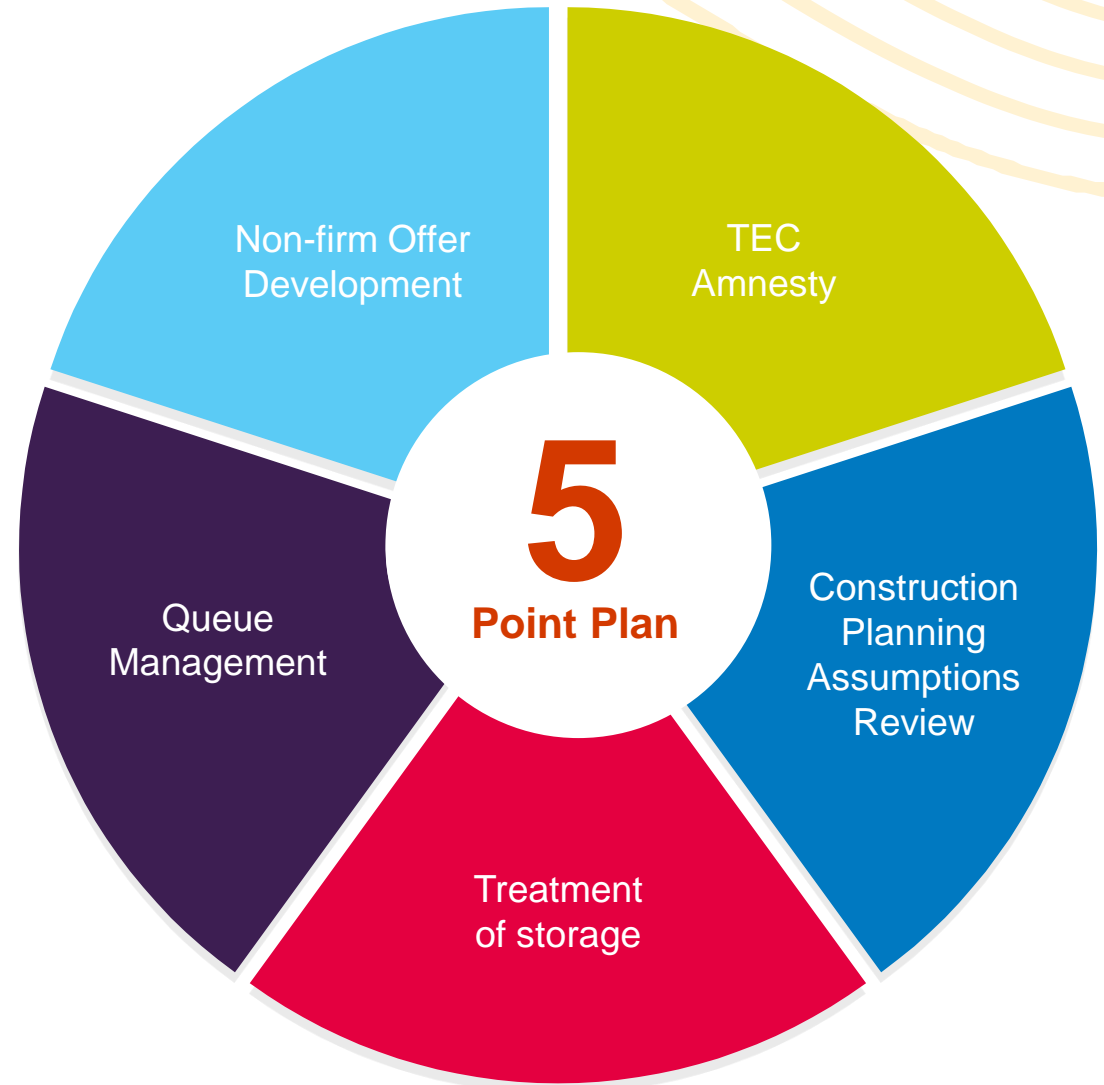 5
Point Plan
TEC
Amnesty
Construction
Planning
Assumptions
Review
Treatment
of storage
Queue
Management
Non-firm Offer
Development